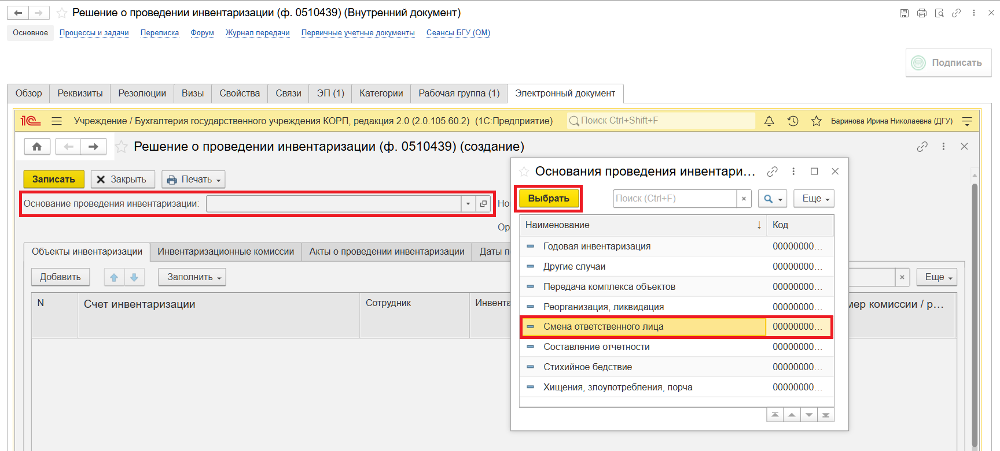 Решение о проведении инвентаризации (ф. 0510439) (Внутренний документ)
Основное Процессы и задачи Переписка Форум Журнал передачи Первичные учетные документы Сеансы БГУ (ОМ)
Подписать
Обзор Реквизиты Резолюции Визы Свойства Связи ЭП (1) Категории Рабочая группа (1) Электронный документ
1С Учреждение / Бухгалтерия государственного учреждения КОРП, редакция 2.0 (2.0.105.60.2) (1С:Предприятие) Поиск Ctrl+Shift+F Баринова Ирина Николаевна (ДГУ)
Решение о проведении инвентаризации (ф. 0510439) (создание)
Записать Закрыть Печать
Основание проведения инвентаризации: Но
Ор
Объекты инвентаризации Инвентаризационные комиссии Акты о проведении инвентаризации Даты п
Добавить Заполнить Еще
N Счет инвентаризации Сотрудник Инвента мер комиссии / р...
Основания проведения инвентари...
Выбрать Поиск (Ctrl+F) × Еще
Наименование ↓ Код
Годовая инвентаризация 00000000...
Другие случаи 00000000...
Передача комплекса объектов 00000000...
Реорганизация, ликвидация 00000000...
Смена ответственного лица 00000000...
Составление отчетности 00000000...
Стихийное бедствие 00000000...
Хищения, злоупотребления, порча 00000000...